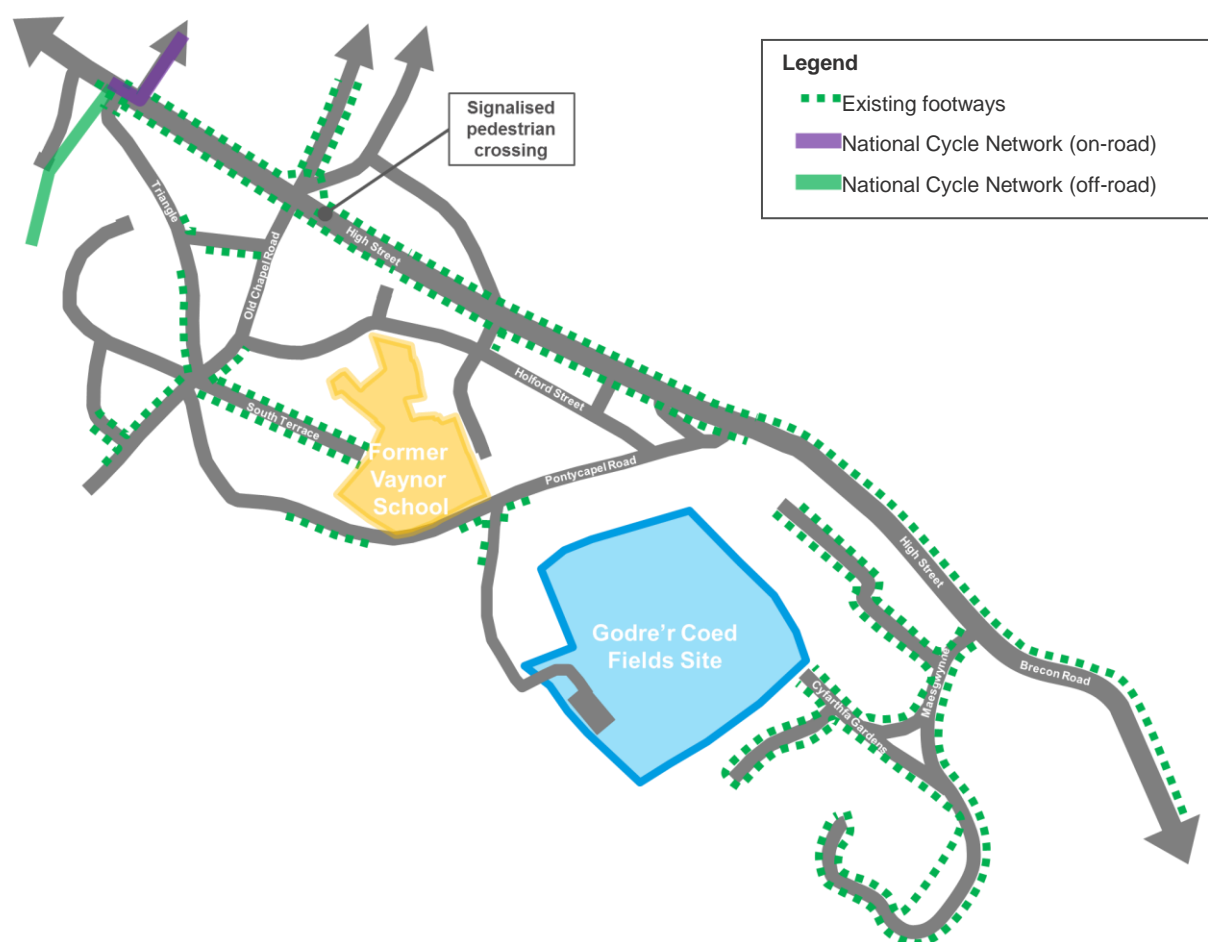 Legend
Existing footways
National Cycle Network (on-road)
National Cycle Network (off-road)
Signalised
pedestrian
crossing
Triangle
Old Chapel Road
High Street
Holford Street
South Terrace
Former
Vaynor
School
Pontycapel Road
High Street
Godre'r Coed
Fields Site
Maesgwynne
Brecon Road
Cyfarthfa Gardens